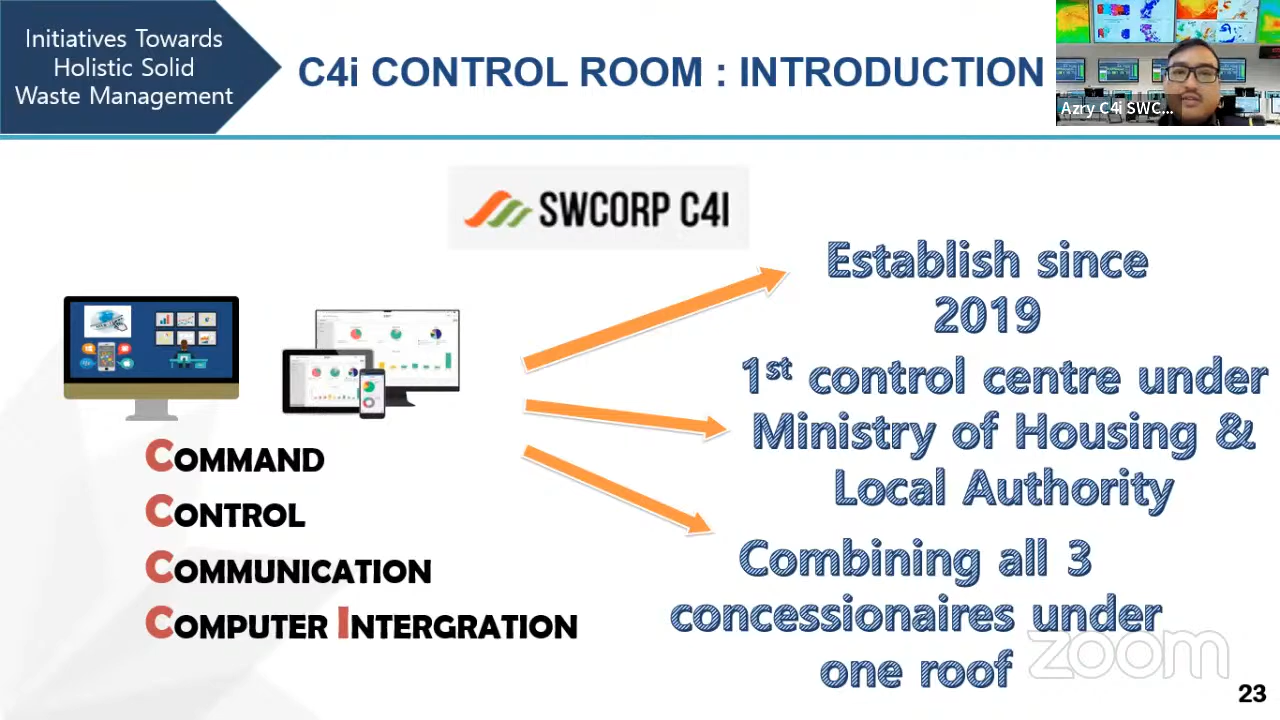 Initiatives Towards
Holistic Solid
Waste Management
C4i CONTROL ROOM : INTRODUCTION
Azry C4i SWC...
SWCORP C4I
COMMAND
CONTROL
COMMUNICATION
COMPUTER INTERGRATION
Establish since
2019
1st control centre under
Ministry of Housing &
Local Authority
Combining all 3
concessionaires under
one roof
zoom
23